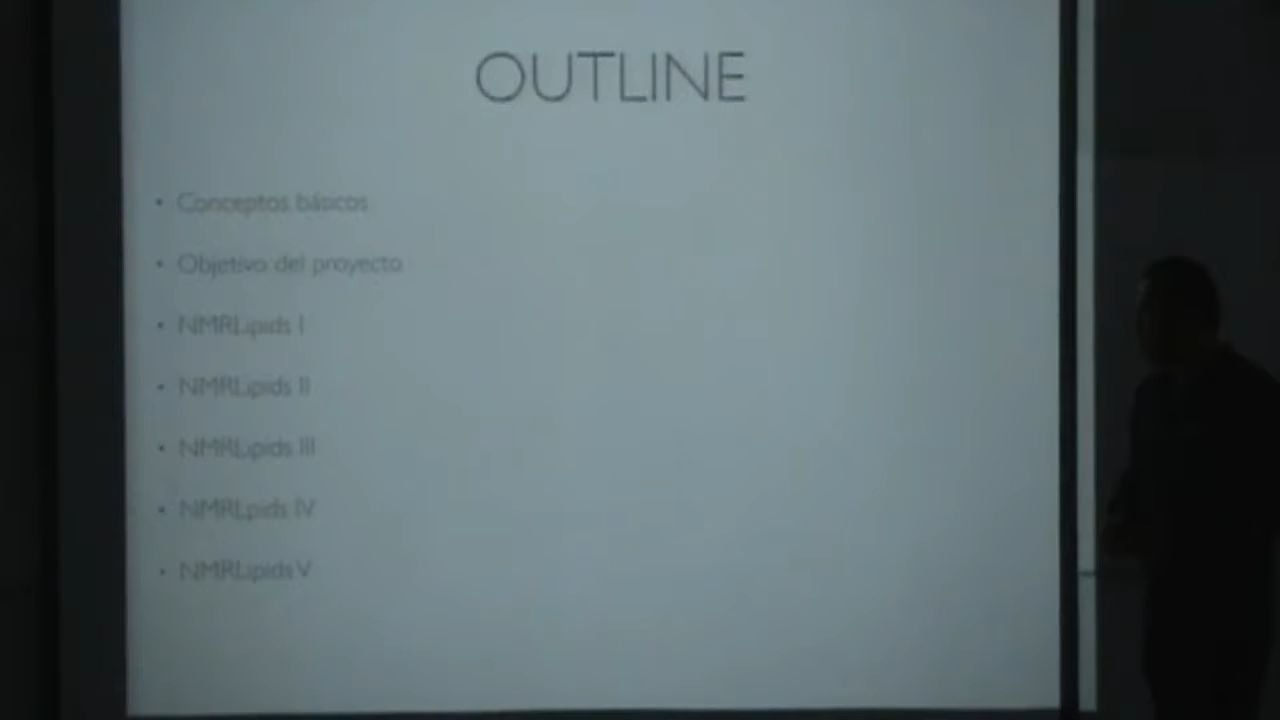 OUTLINE
• Conceptos básicos
• Objetivo del proyecto
• NMRLipids I
• NMRLipids II
• NMRLipids III
• NMRLipids IV
• NMRLipids V